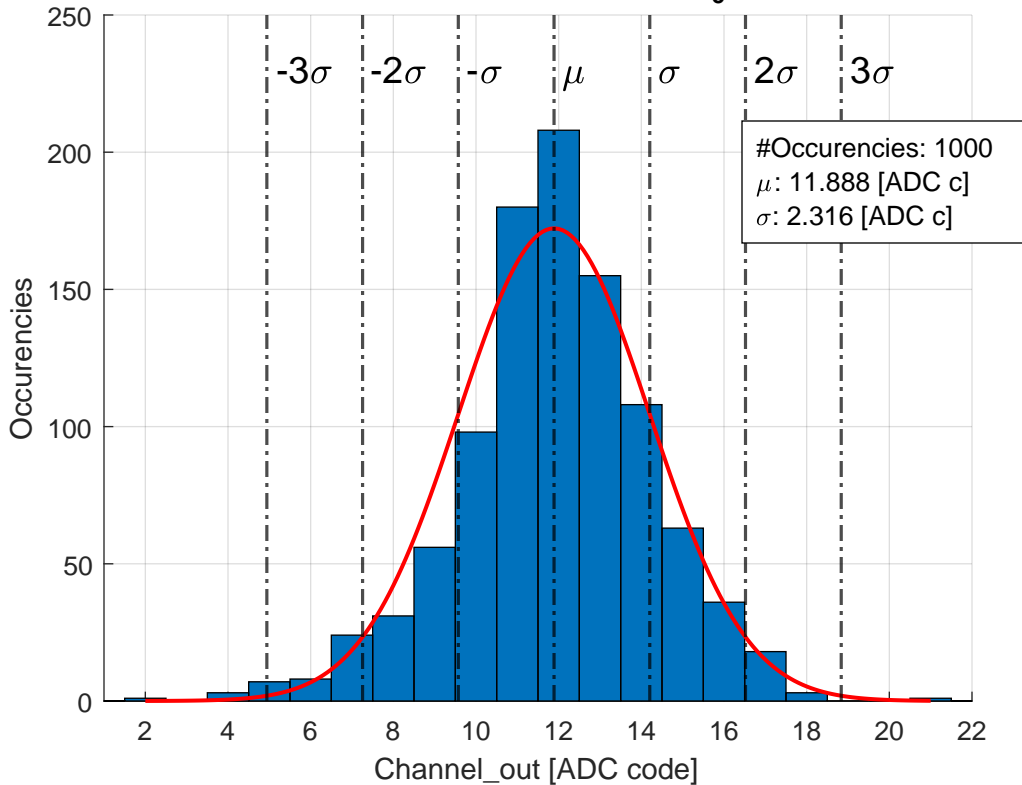 250
200
150
100
50
0
-3σ -2σ -σ μ σ 2σ 3σ
#Occurencies: 1000
μ: 11.888 [ADC c]
σ: 2.316 [ADC c]
Occurencies
2 4 6 8 10 12 14 16 18 20 22
Channel_out [ADC code]